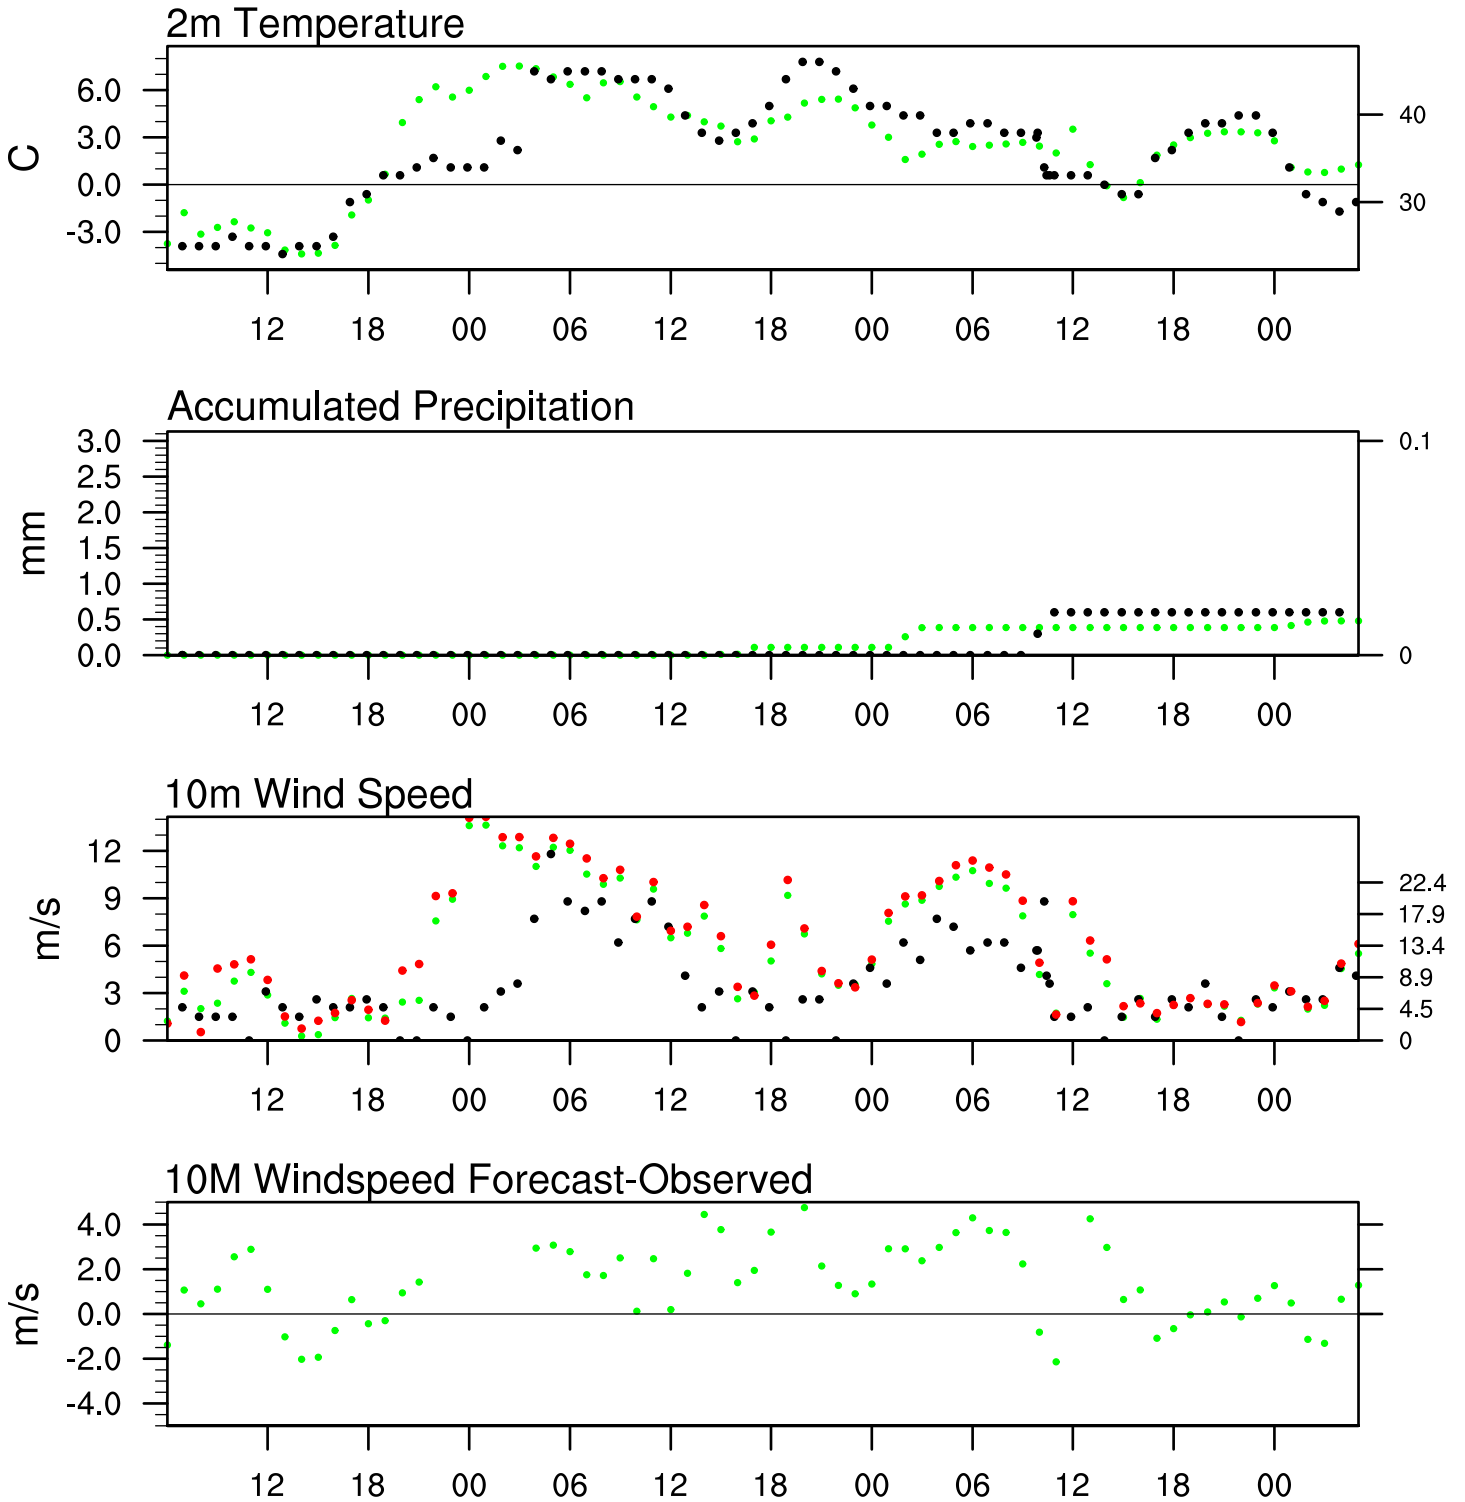 2m Temperature
6.0
3.0
0.0
-3.0
C
40
30
12 18 00 06 12 18 00 06 12 18 00
Accumulated Precipitation
3.0
2.5
2.0
1.5
1.0
0.5
0.0
mm
0.1
0
12 18 00 06 12 18 00 06 12 18 00
10m Wind Speed
12
9
6
3
0
m/s
22.4
17.9
13.4
8.9
4.5
0
12 18 00 06 12 18 00 06 12 18 00
10M Windspeed Forecast-Observed
4.0
2.0
0.0
-2.0
-4.0
m/s
12 18 00 06 12 18 00 06 12 18 00